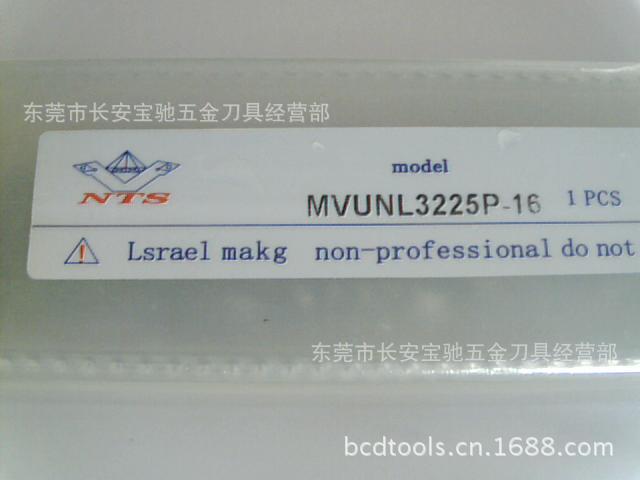 东莞市长安宝驰五金刀具经营部
model
NTS
MVUNL3225P-16 1 PCS
Lsrael makg non-professional do not
东莞市长安宝驰五金刀具经营部
bcdtools.cn.1688.com